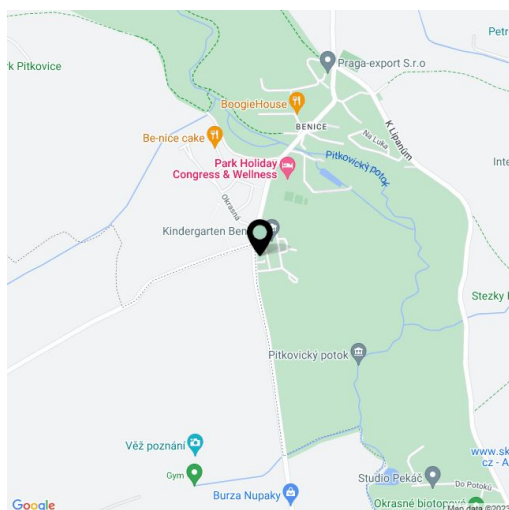 Petr
Praga-export S.r.o
rk Pitkovice
BoogieHouse
BENICE
K Lipanům
Be-nice cake
Na Luka
Pitkovický potok
Inte
Park Holiday
Congress & Wellness
Okrasná
Kindergarten Ben
Stezky
Pitkovický potok
Věž poznání
Gym
www.sk
cz - A
Studio Pekáč
Do Potoků
Burza Nupaky
Okrasné biotopové
Google
Map data ©2023